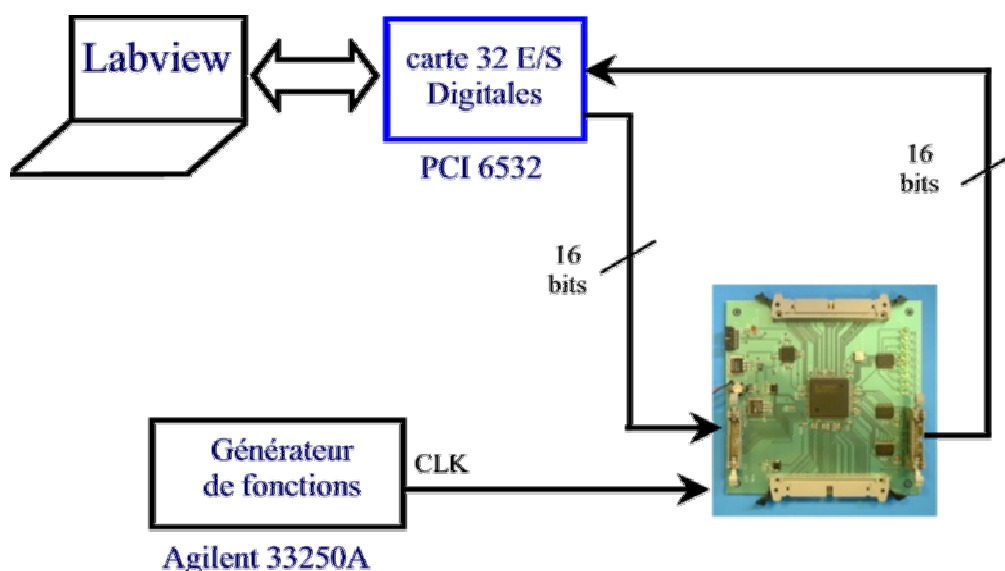 Labview
carte 32 E/S
Digitales
PCI 6532
16
bits
16
bits
Générateur
de fonctions
CLK
Agilent 33250A